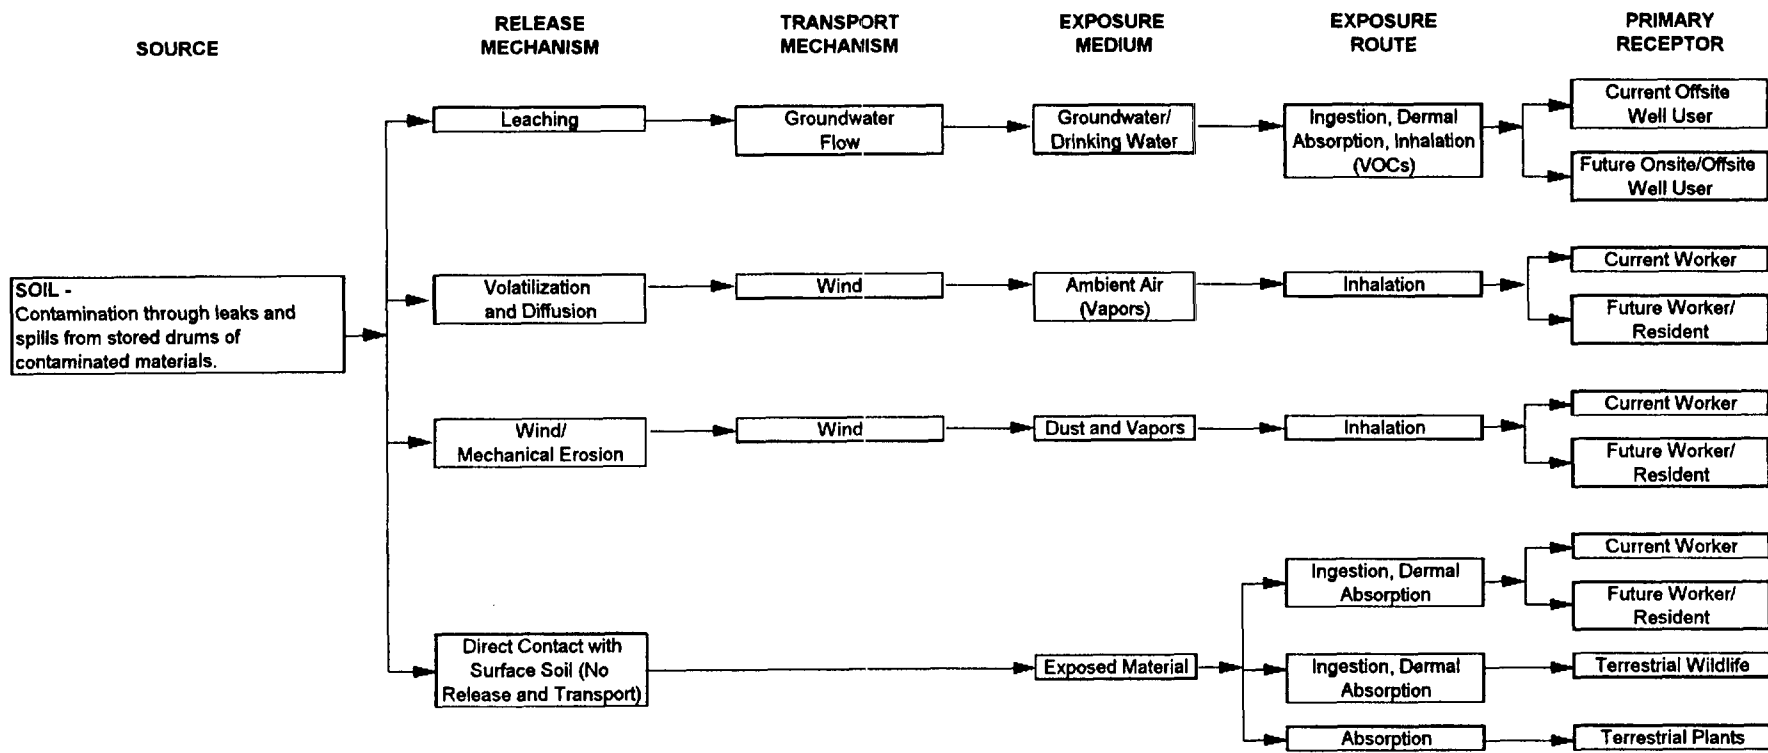 SOURCE
RELEASE
MECHANISM
TRANSPORT
MECHANISM
EXPOSURE
MEDIUM
EXPOSURE
ROUTE
PRIMARY
RECEPTOR
SOIL -
Contamination through leaks and
spills from stored drums of
contaminated materials.
Leaching
Groundwater
Flow
Groundwater/
Drinking Water
Ingestion, Dermal
Absorption, Inhalation
(VOCs)
Current Offsite
Well User
Future Onsite/Offsite
Well User
Volatilization
and Diffusion
Wind
Ambient Air
(Vapors)
Inhalation
Current Worker
Future Worker/
Resident
Wind/
Mechanical Erosion
Wind
Dust and Vapors
Inhalation
Current Worker
Future Worker/
Resident
Direct Contact with
Surface Soil (No
Release and Transport)
Exposed Material
Ingestion, Dermal
Absorption
Current Worker
Future Worker/
Resident
Ingestion, Dermal
Absorption
Terrestrial Wildlife
Absorption
Terrestrial Plants